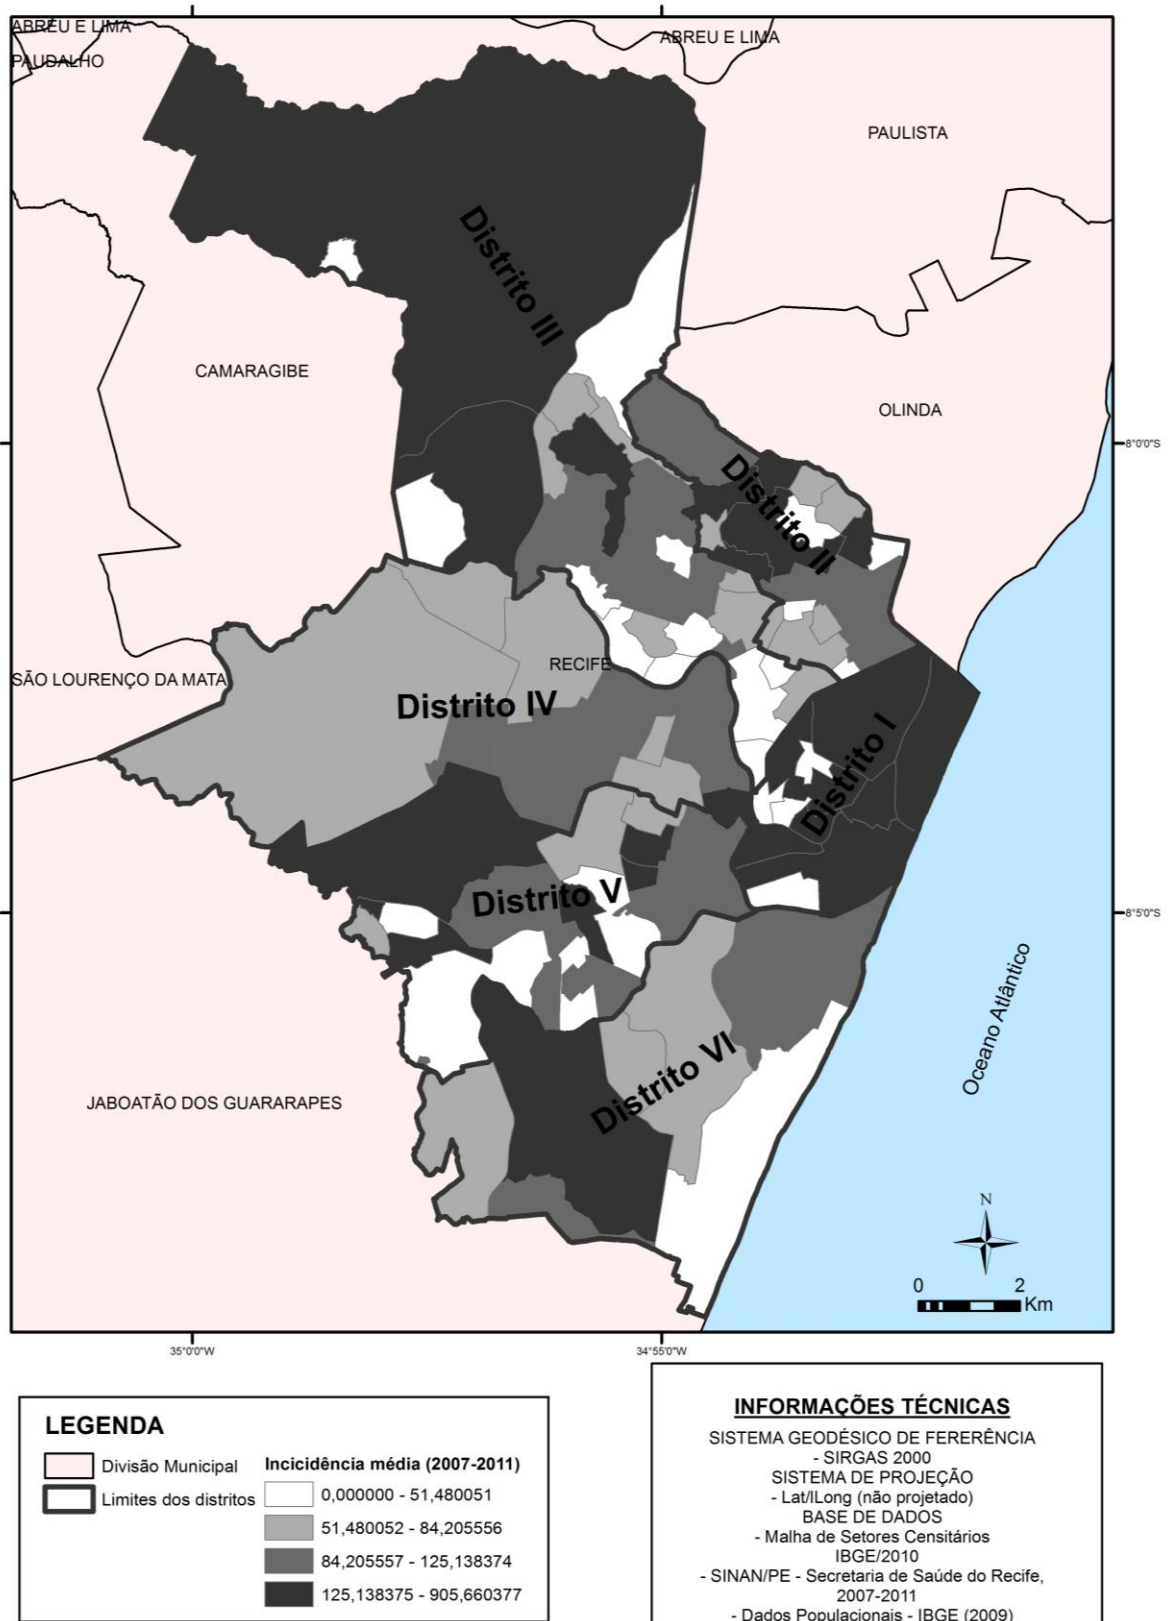 ABREU E LIMA
ABREU E LIMA
PAUDALHO
PAULISTA
Distrito III
CAMARAGIBE
OLINDA
8°0'0"S
Distrito II
RECIFE
SÃO LOURENÇO DA MATA
Distrito IV
Distrito I
Distrito V
8°5'0"S
Oceano Atlântico
Distrito VI
JABOATÃO DOS GUARARAPES
N
0 2
Km
35°0'0"W 34°55'0"W
LEGENDA
Divisão Municipal
Limites dos distritos
Incicidência média (2007-2011)
0,000000 - 51,480051
51,480052 - 84,205556
84,205557 - 125,138374
125,138375 - 905,660377
INFORMAÇÕES TÉCNICAS
SISTEMA GEODÉSICO DE FERERÊNCIA
- SIRGAS 2000
SISTEMA DE PROJEÇÃO
- Lat/lLong (não projetado)
BASE DE DADOS
- Malha de Setores Censitários
IBGE/2010
- SINAN/PE - Secretaria de Saúde do Recife,
2007-2011
- Dados Populacionais - IBGE (2009)